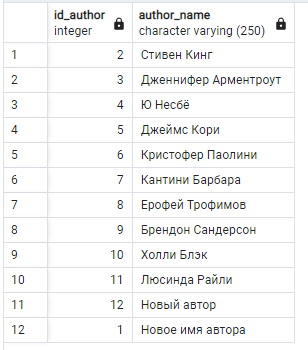 id_author author_name
integer character varying (250)
1 2 Стивен Кинг
2 3 Дженнифер Арментроут
3 4 Ю Несбё
4 5 Джеймс Кори
5 6 Кристофер Паолини
6 7 Кантини Барбара
7 8 Ерофей Трофимов
8 9 Брендон Сандерсон
9 10 Холли Блэк
10 11 Люсинда Райли
11 12 Новый автор
12 1 Новое имя автора